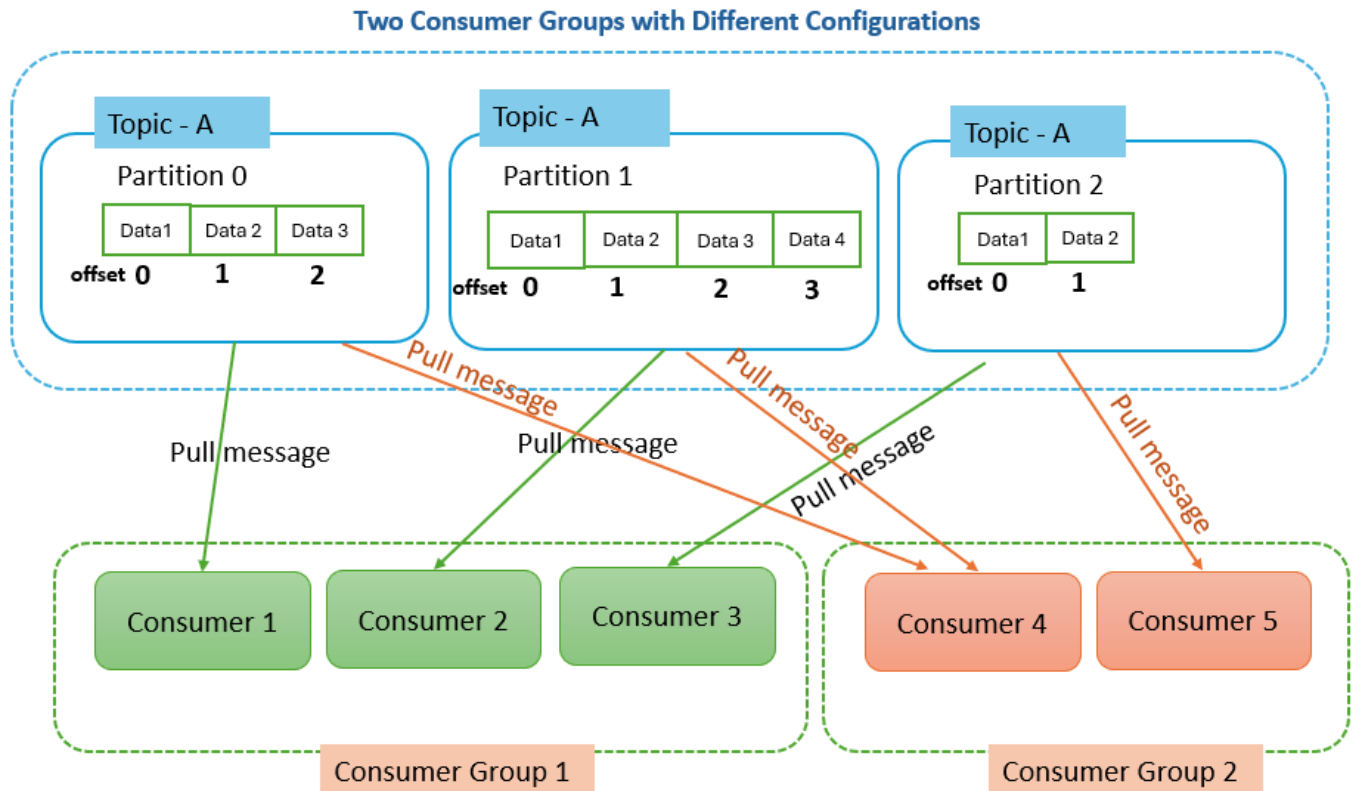 Two Consumer Groups with Different Configurations
Topic - A
Partition 0
Data1 Data 2 Data 3
offset 0 1 2
Topic - A
Partition 1
Data1 Data 2 Data 3 Data 4
offset 0 1 2 3
Topic - A
Partition 2
Data1 Data 2
offset 0 1
Pull message
Pull message
Pull message
Pull message
Pull message
Pull message
Consumer 1
Consumer 2
Consumer 3
Consumer 4
Consumer 5
Consumer Group 1
Consumer Group 2